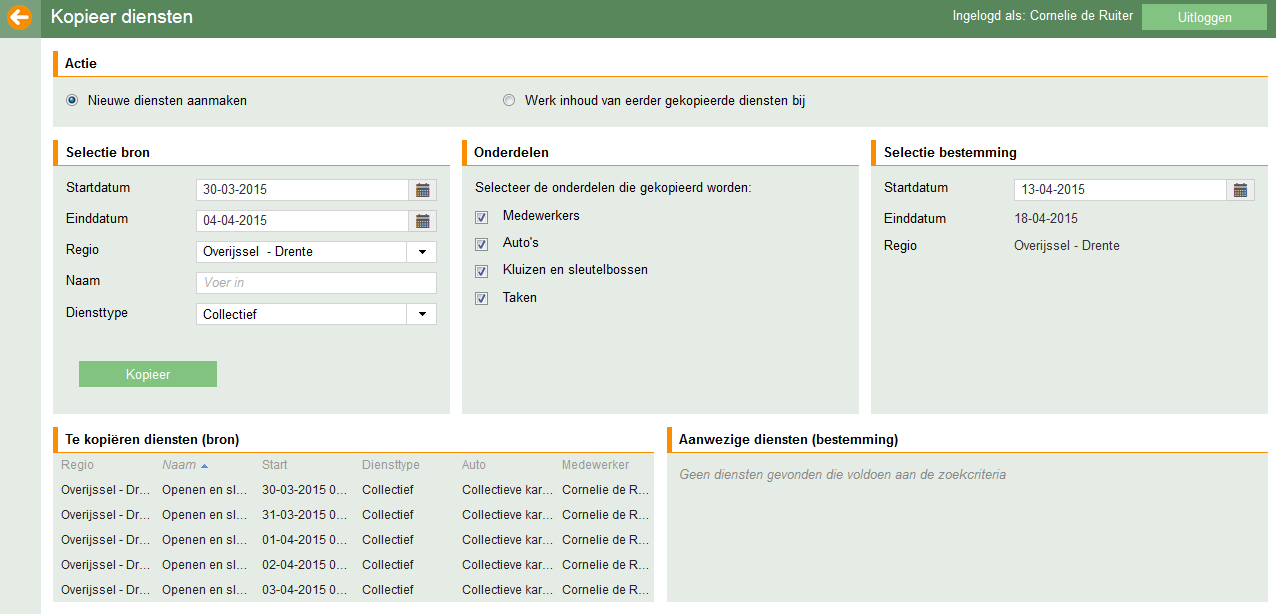 Kopieer diensten
Ingelogd als: Cornelie de Ruiter
Uitloggen
Actie
Nieuwe diensten aanmaken
Werk inhoud van eerder gekopieerde diensten bij
Selectie bron
Startdatum 30-03-2015
Einddatum 04-04-2015
Regio Overijssel - Drente
Naam Voer in
Diensttype Collectief
Kopieer
Onderdelen
Selecteer de onderdelen die gekopieerd worden:
Medewerkers
Auto's
Kluizen en sleutelbossen
Taken
Selectie bestemming
Startdatum 13-04-2015
Einddatum 18-04-2015
Regio Overijssel - Drente
Te kopiëren diensten (bron)
Regio Naam Start Diensttype Auto Medewerker
Overijssel - Dr... Openen en sl... 30-03-2015 0... Collectief Collectieve kar... Cornelie de R...
Overijssel - Dr... Openen en sl... 31-03-2015 0... Collectief Collectieve kar... Cornelie de R...
Overijssel - Dr... Openen en sl... 01-04-2015 0... Collectief Collectieve kar... Cornelie de R...
Overijssel - Dr... Openen en sl... 02-04-2015 0... Collectief Collectieve kar... Cornelie de R...
Overijssel - Dr... Openen en sl... 03-04-2015 0... Collectief Collectieve kar... Cornelie de R...
Aanwezige diensten (bestemming)
Geen diensten gevonden die voldoen aan de zoekcriteria